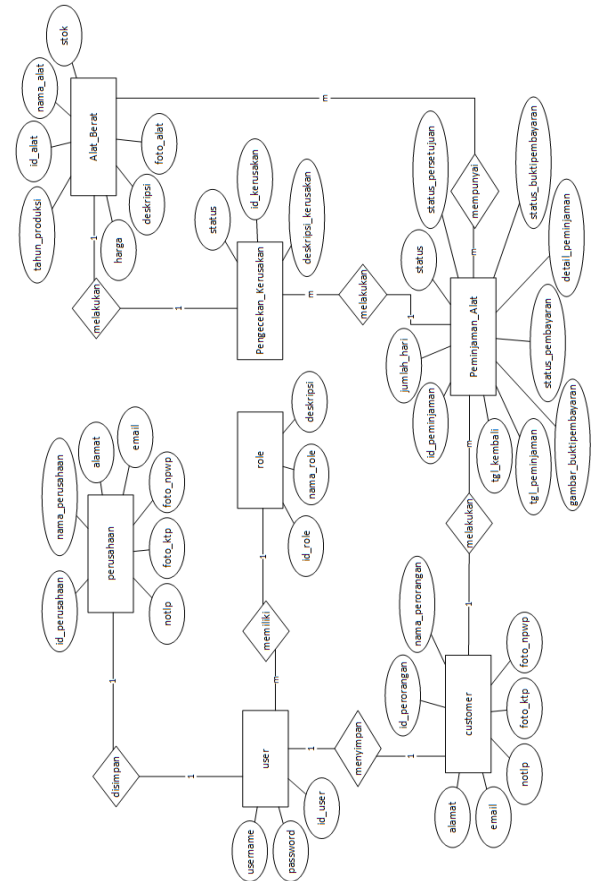 username
password
id_user
user
1
disimpan
1
id_perusahaan
nama_perusahaan
alamat
email
perusahaan
notlp
foto_ktp
foto_npwp
m
memiliki
1
role
id_role
nama_role
deskripsi
1
menyimpan
1
alamat
email
notlp
foto_ktp
foto_npwp
customer
id_perorangan
nama_perorangan
1
melakukan
m
id_peminjaman
jumlah_hari
status
status_persetujuan
Peminjaman_Alat
tgl_kembali
tgl_peminjaman
gambar_buktipembayaran
status_pembayaran
detail_peminjaman
status_buktipembayaran
1
melakukan
m
status
id_kerusakan
deskripsi_kerusakan
Pengecekan_Kerusakan
1
melakukan
1
tahun_produksi
id_alat
nama_alat
stok
Alat_Berat
harga
deskripsi
foto_alat
m
mempunyai
m